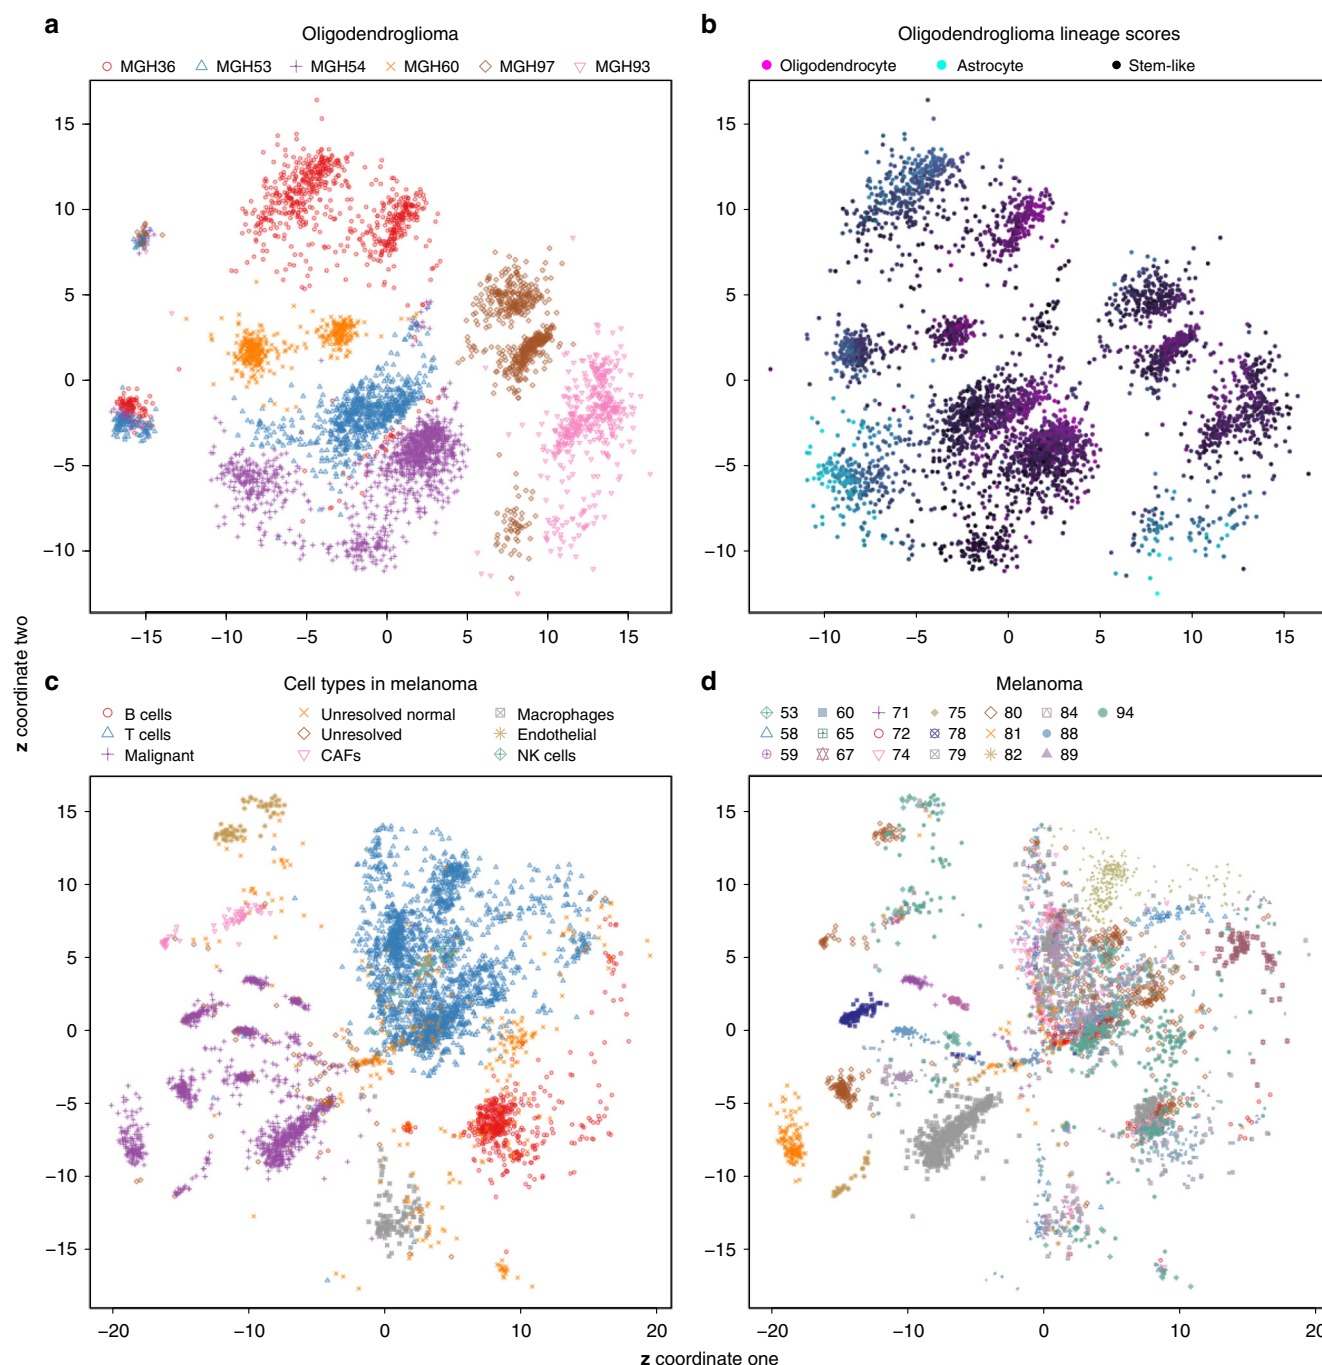 a
Oligodendroglioma
MGH36 MGH53 MGH54 MGH60 MGH97 MGH93
15
10
5
0
−5
−10
−15 −10 −5 0 5 10 15
b
Oligodendroglioma lineage scores
Oligodendrocyte Astrocyte Stem-like
15
10
5
0
−5
−10
−10 −5 0 5 10 15
z coordinate two
c
Cell types in melanoma
B cells Unresolved normal Macrophages
T cells Unresolved Endothelial
Malignant CAFs NK cells
15
10
5
0
−5
−10
−15
−20 −10 0 10 20
d
Melanoma
53 60 71 75 80 84 94
58 65 72 78 81 88
59 67 74 79 82 89
15
10
5
0
−5
−10
−15
−20 −10 0 10 20
z coordinate one